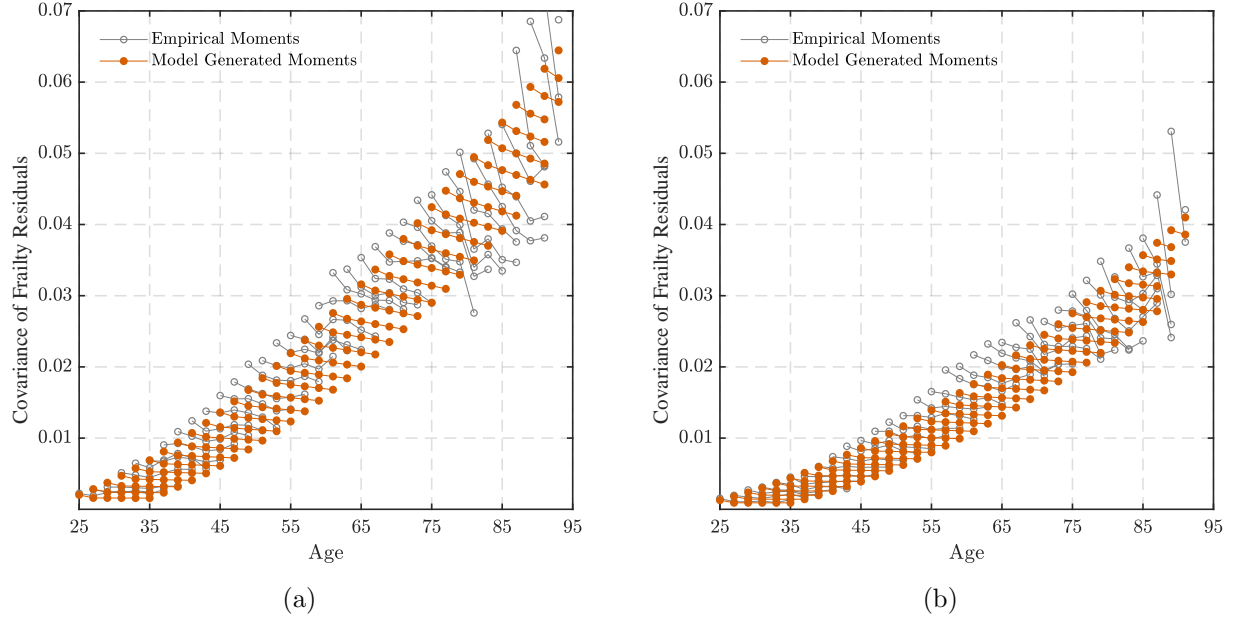 0.07
0.06
0.05
0.04
0.03
0.02
0.01
Covariance of Frailty Residuals
Empirical Moments
Model Generated Moments
25 35 45 55 65 75 85 95
Age
(a)
0.07
0.06
0.05
0.04
0.03
0.02
0.01
Covariance of Frailty Residuals
Empirical Moments
Model Generated Moments
25 35 45 55 65 75 85 95
Age
(b)